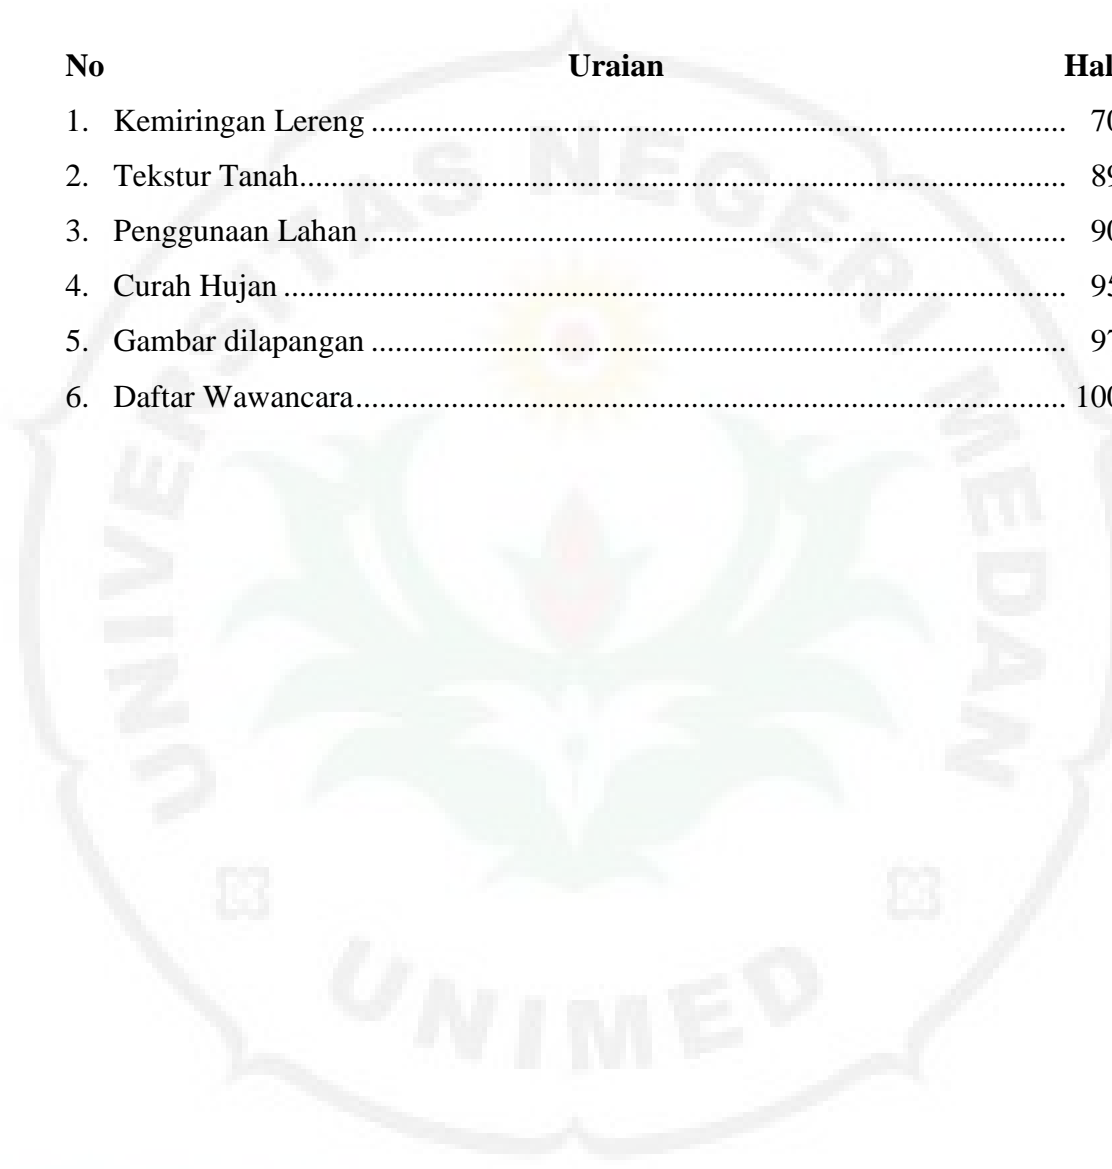 No Uraian Hal
1. Kemiringan Lereng ........................................................................................ 70
2. Tekstur Tanah................................................................................................. 89
3. Penggunaan Lahan ......................................................................................... 90
4. Curah Hujan ................................................................................................... 95
5. Gambar dilapangan ........................................................................................ 97
6. Daftar Wawancara.......................................................................................... 100
UNIVERSITAS NEGERI MEDAN
UNIMED